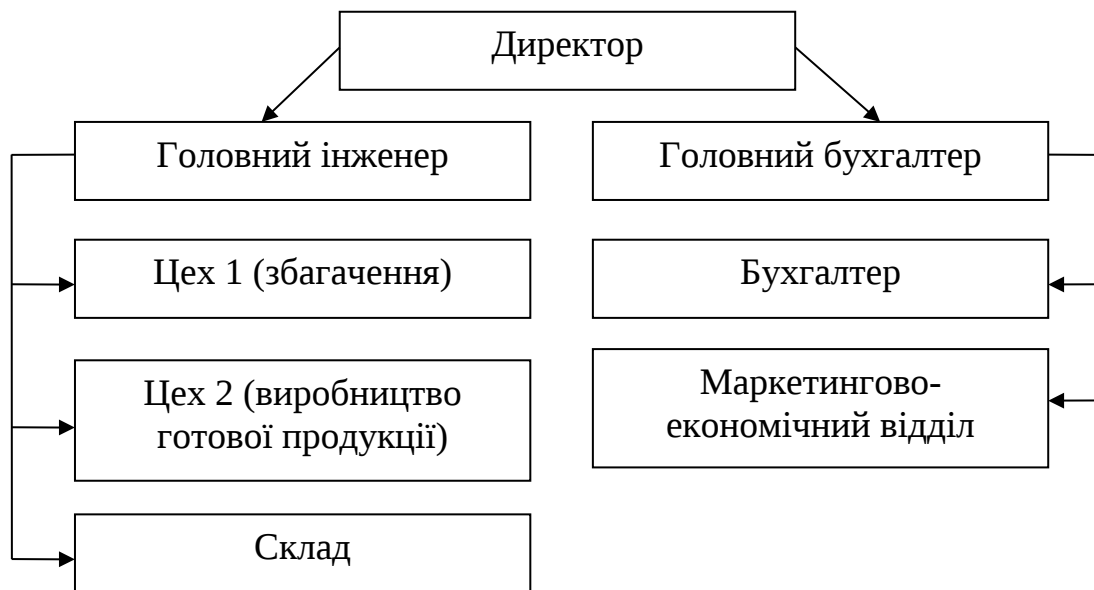 Директор
Головний інженер
Головний бухгалтер
Цех 1 (збагачення)
Бухгалтер
Цех 2 (виробництво
готової продукції)
Маркетингово-
економічний відділ
Склад